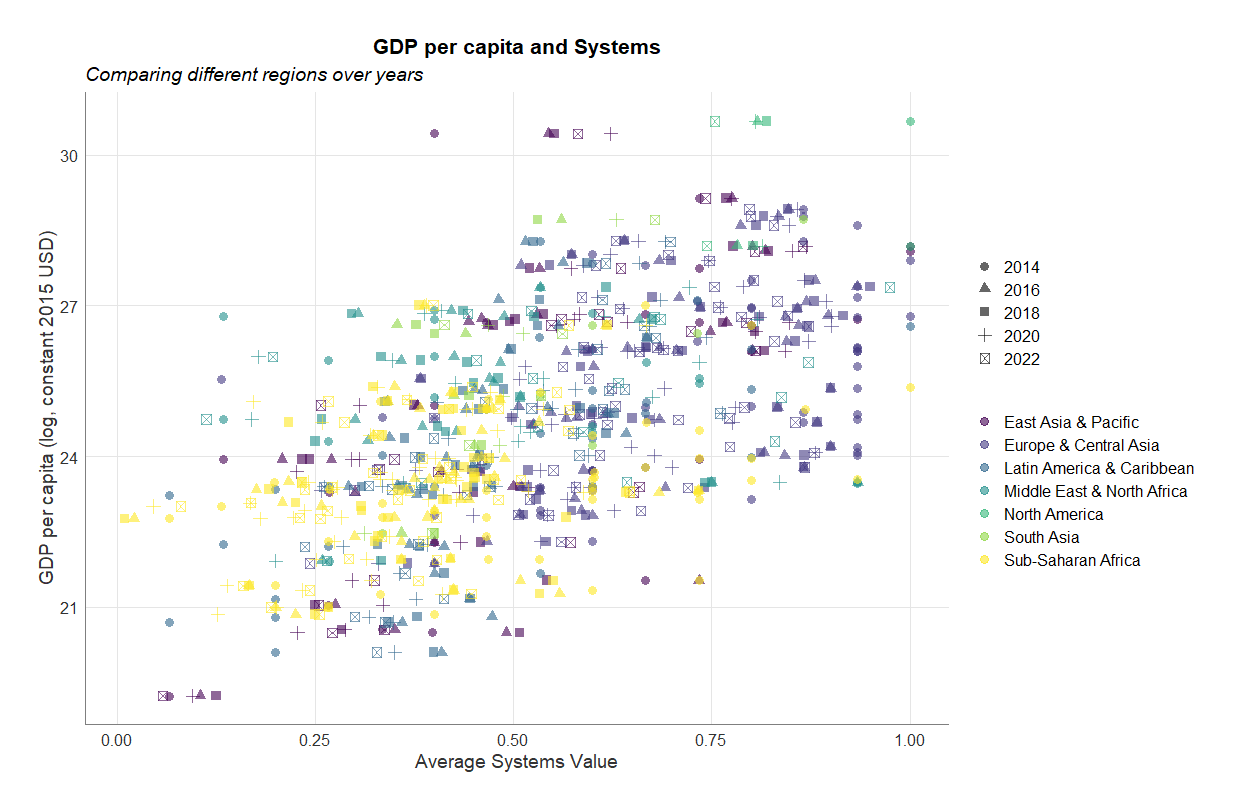 GDP per capita and Systems
Comparing different regions over years
GDP per capita (log, constant 2015 USD)
30
27
24
21
0.00
0.25
0.50
0.75
1.00
Average Systems Value
2014
2016
2018
2020
2022
East Asia & Pacific
Europe & Central Asia
Latin America & Caribbean
Middle East & North Africa
North America
South Asia
Sub-Saharan Africa